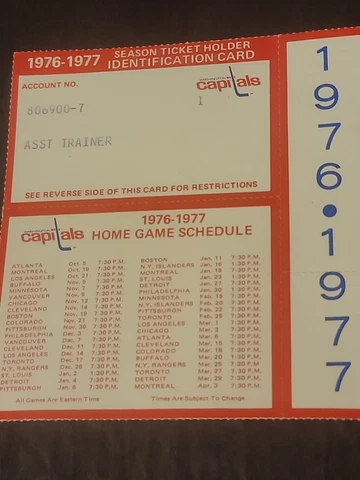 1976-1977 SEASON TICKET HOLDER
IDENTIFICATION CARD
ACCOUNT NO.
capitals
806900-7 1
ASST TRAINER
SEE REVERSE SIDE OF THIS CARD FOR RESTRICTIONS
1976-1977
capitals HOME GAME SCHEDULE
ATLANTA Oct. 7:30 P.M.
MONTREAL Oct. 19 7:30 P.M.
LOS ANGELES Oct. 21 7:30 P.M.
BUFFALO Nov. 7:30 P.M.
MINNESOTA Nov. 7 7:30 P.M.
VANCOUVER Nov. 9 7:30 P.M.
CHICAGO Nov. 12 7:30 P.M.
CLEVELAND Nov. 14 7:30 P.M.
BOSTON Nov. 19 7:30 P.M.
COLORADO Nov. 21 7:30 P.M.
PITTSBURGH Nov. 30 7:30 P.M.
PHILADELPHIA Dec. 3 7:30 P.M.
VANCOUVER Dec. 7 7:30 P.M.
CLEVELAND Dec. 11 7:30 P.M.
LOS ANGELES Dec. 14 7:30 P.M.
TORONTO Dec. 17 7:30 P.M.
N.Y. RANGERS Dec. 26 7:30 P.M.
ST. LOUIS Jan. 2 7:30 P.M.
DETROIT Jan. 4 7:30 P.M.
PITTSBURGH Jan. 7:30 P.M.
BOSTON Jan. 11 7:30 P.M.
N.Y. ISLANDERS Jan. 16 7:30 P.M.
MONTREAL Jan. 18 7:30 P.M.
ST. LOUIS Jan. 7:30 P.M.
DETROIT Jan. 7:30 P.M.
PHILADELPHIA Jan. 30 7:30 P.M.
MINNESOTA Feb. 7:30 P.M.
N.Y. ISLANDERS Feb. 20 7:30 P.M.
PITTSBURGH Feb. 22 7:30 P.M.
TORONTO Feb. 7:30 P.M.
LOS ANGELES Mar. 1 7:30 P.M.
CHICAGO Mar. 7:30 P.M.
ATLANTA Mar. 6 7:30 P.M.
CLEVELAND Mar. 15 7:30 P.M.
COLORADO Mar. 18 7:30 P.M.
BUFFALO Mar. 20 7:30 P.M.
N.Y. RANGERS Mar. 25 7:30 P.M.
TORONTO Mar. 27 7:30 P.M.
DETROIT Mar. 29 7:30 P.M.
MONTREAL Apr. 3 7:30 P.M.
All Games are Eastern Time Times are Subject To Change
1976•1977